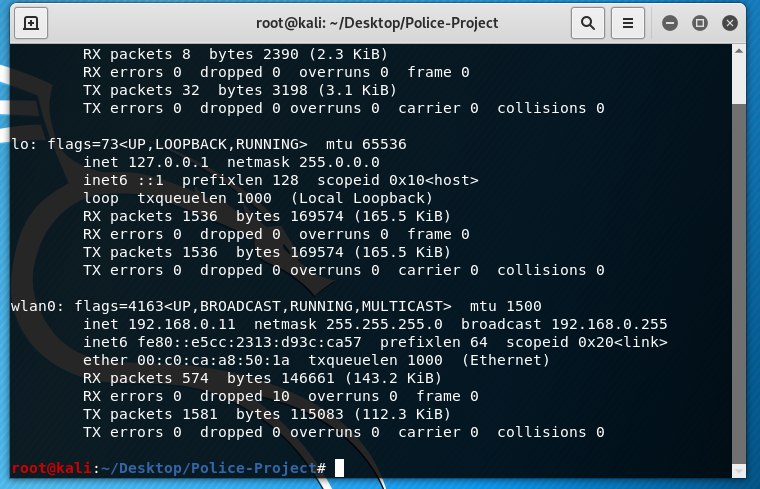 root@kali: ~/Desktop/Police-Project
RX packets 8  bytes 2390 (2.3 KiB)
RX errors 0  dropped 0  overruns 0  frame 0
TX packets 32  bytes 3198 (3.1 KiB)
TX errors 0  dropped 0 overruns 0  carrier 0  collisions 0
lo: flags=73<UP,LOOPBACK,RUNNING>  mtu 65536
inet 127.0.0.1  netmask 255.0.0.0
inet6 ::1  prefixlen 128  scopeid 0x10<host>
loop  txqueuelen 1000  (Local Loopback)
RX packets 1536  bytes 169574 (165.5 KiB)
RX errors 0  dropped 0  overruns 0  frame 0
TX packets 1536  bytes 169574 (165.5 KiB)
TX errors 0  dropped 0 overruns 0  carrier 0  collisions 0
wlan0: flags=4163<UP,BROADCAST,RUNNING,MULTICAST>  mtu 1500
inet 192.168.0.11  netmask 255.255.255.0  broadcast 192.168.0.255
inet6 fe80::e5cc:2313:d93c:ca57  prefixlen 64  scopeid 0x20<link>
ether 00:c0:ca:a8:50:1a  txqueuelen 1000  (Ethernet)
RX packets 574  bytes 146661 (143.2 KiB)
RX errors 0  dropped 10  overruns 0  frame 0
TX packets 1581  bytes 115083 (112.3 KiB)
TX errors 0  dropped 0 overruns 0  carrier 0  collisions 0
root@kali:~/Desktop/Police-Project#